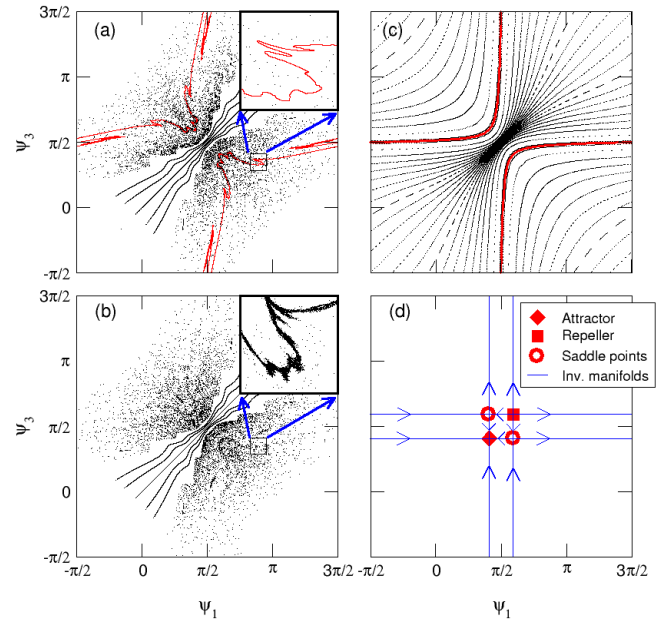 3π/2
(a)
(c)
π
ψ3
π/2
0
-π/2
3π/2
(b)
(d)
Attractor
Repeller
Saddle points
Inv. manifolds
π
ψ3
π/2
0
-π/2
-π/2 0 π/2 π 3π/2 0 π/2 π 3π/2
ψ1 ψ1